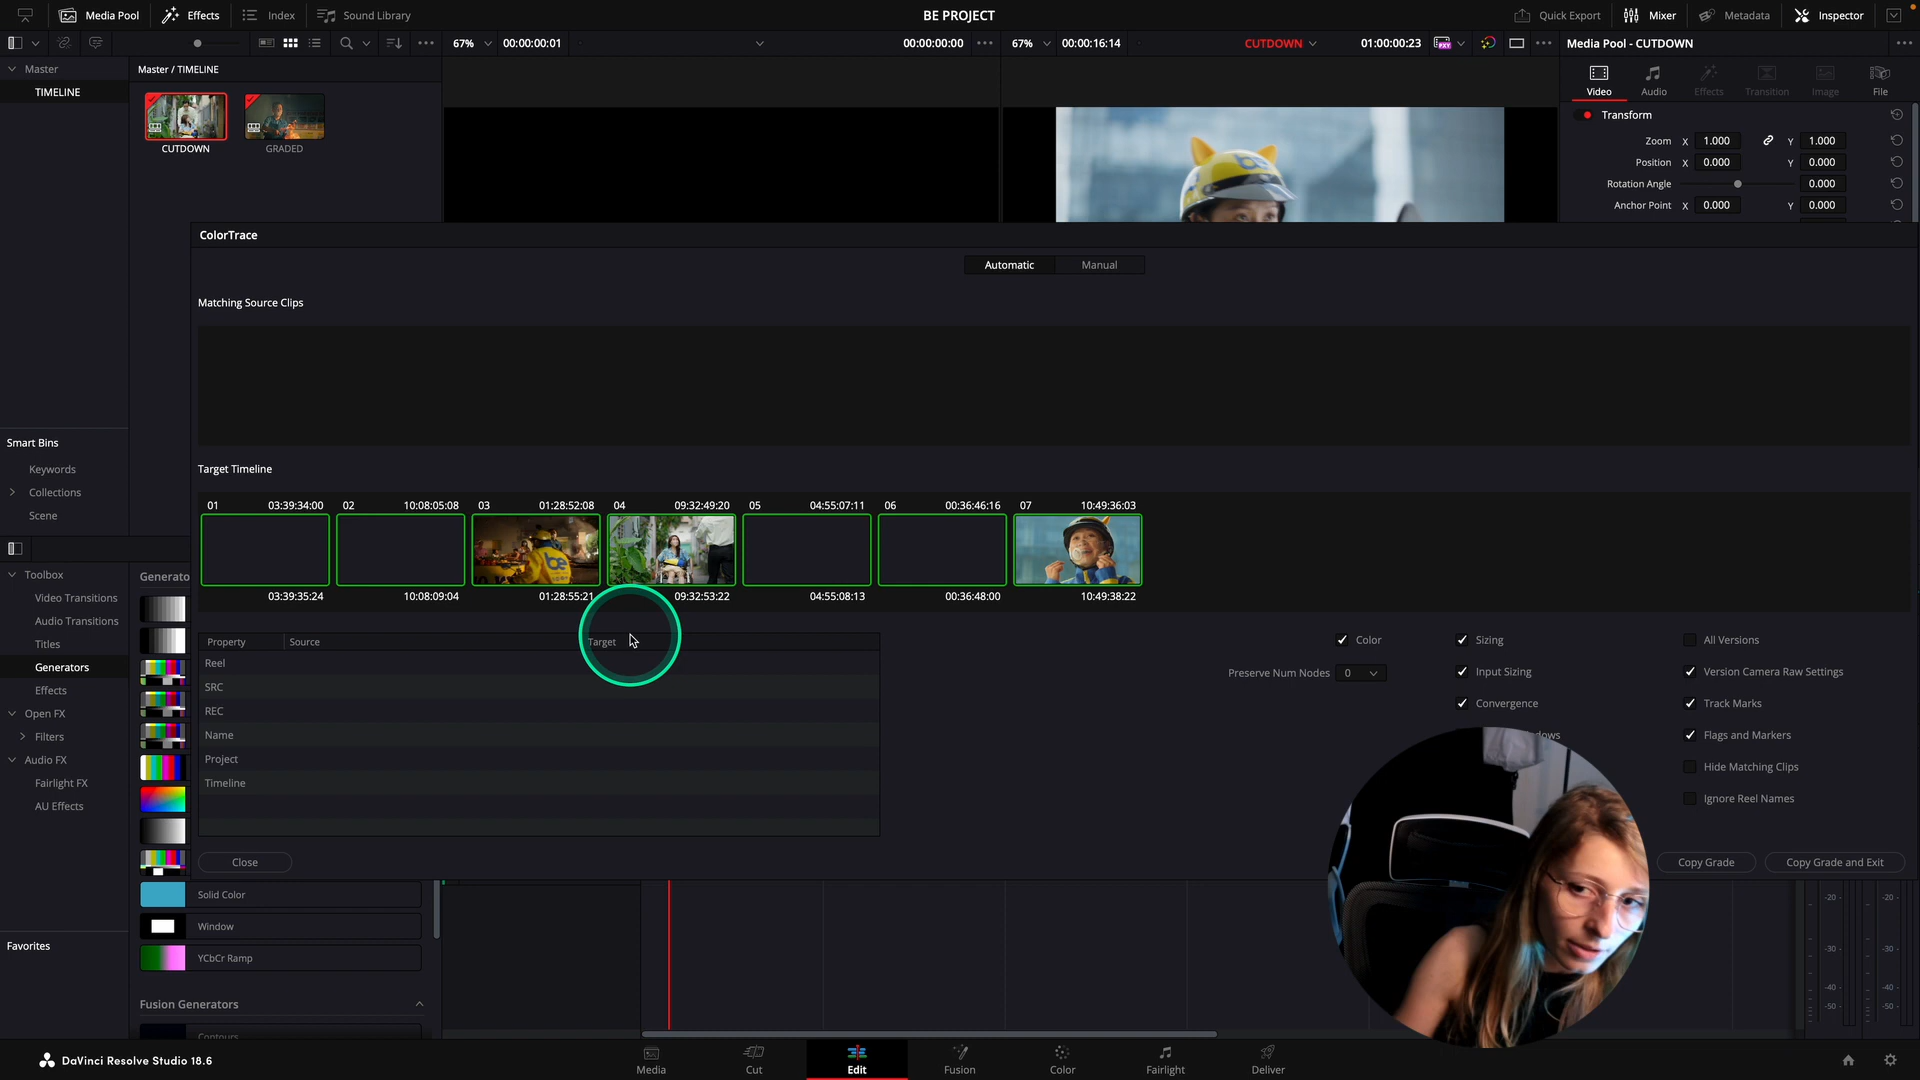 Media Pool
Effects
Index
Sound Library
BE PROJECT
Quick Export
Mixer
Metadata
Inspector
67%
00:00:00:01
00:00:00:00
67%
00:00:16:14
CUTDOWN
01:00:00:23
Media Pool - CUTDOWN
Master
TIMELINE
Master / TIMELINE
CUTDOWN
GRADED
Video
Audio
Effects
Transition
Image
File
Transform
Zoom X 1.000 Y 1.000
Position X 0.000 Y 0.000
Rotation Angle 0.000
Anchor Point X 0.000 Y 0.000
ColorTrace
Automatic
Manual
Matching Source Clips
Target Timeline
01 03:39:34:00
02 10:08:05:08
03 01:28:52:08
04 09:32:49:20
05 04:55:07:11
06 00:36:46:16
07 10:49:36:03
03:39:35:24
10:08:09:04
01:28:55:21
09:32:53:22
04:55:08:13
00:36:48:00
10:49:38:22
Smart Bins
Keywords
Collections
Scene
Toolbox
Video Transitions
Audio Transitions
Titles
Generators
Effects
Open FX
Filters
Audio FX
Fairlight FX
AU Effects
Favorites
Generato
Property
Source
Target
Reel
SRC
REC
Name
Project
Timeline
Color
Preserve Num Nodes 0
Sizing
Input Sizing
Convergence
All Versions
Version Camera Raw Settings
Track Marks
Flags and Markers
Hide Matching Clips
Ignore Reel Names
Close
Copy Grade
Copy Grade and Exit
Solid Color
Window
YCbCr Ramp
Fusion Generators
-20
-20
-30
-30
-40
-40
-50
-50
DaVinci Resolve Studio 18.6
Media
Cut
Edit
Fusion
Color
Fairlight
Deliver